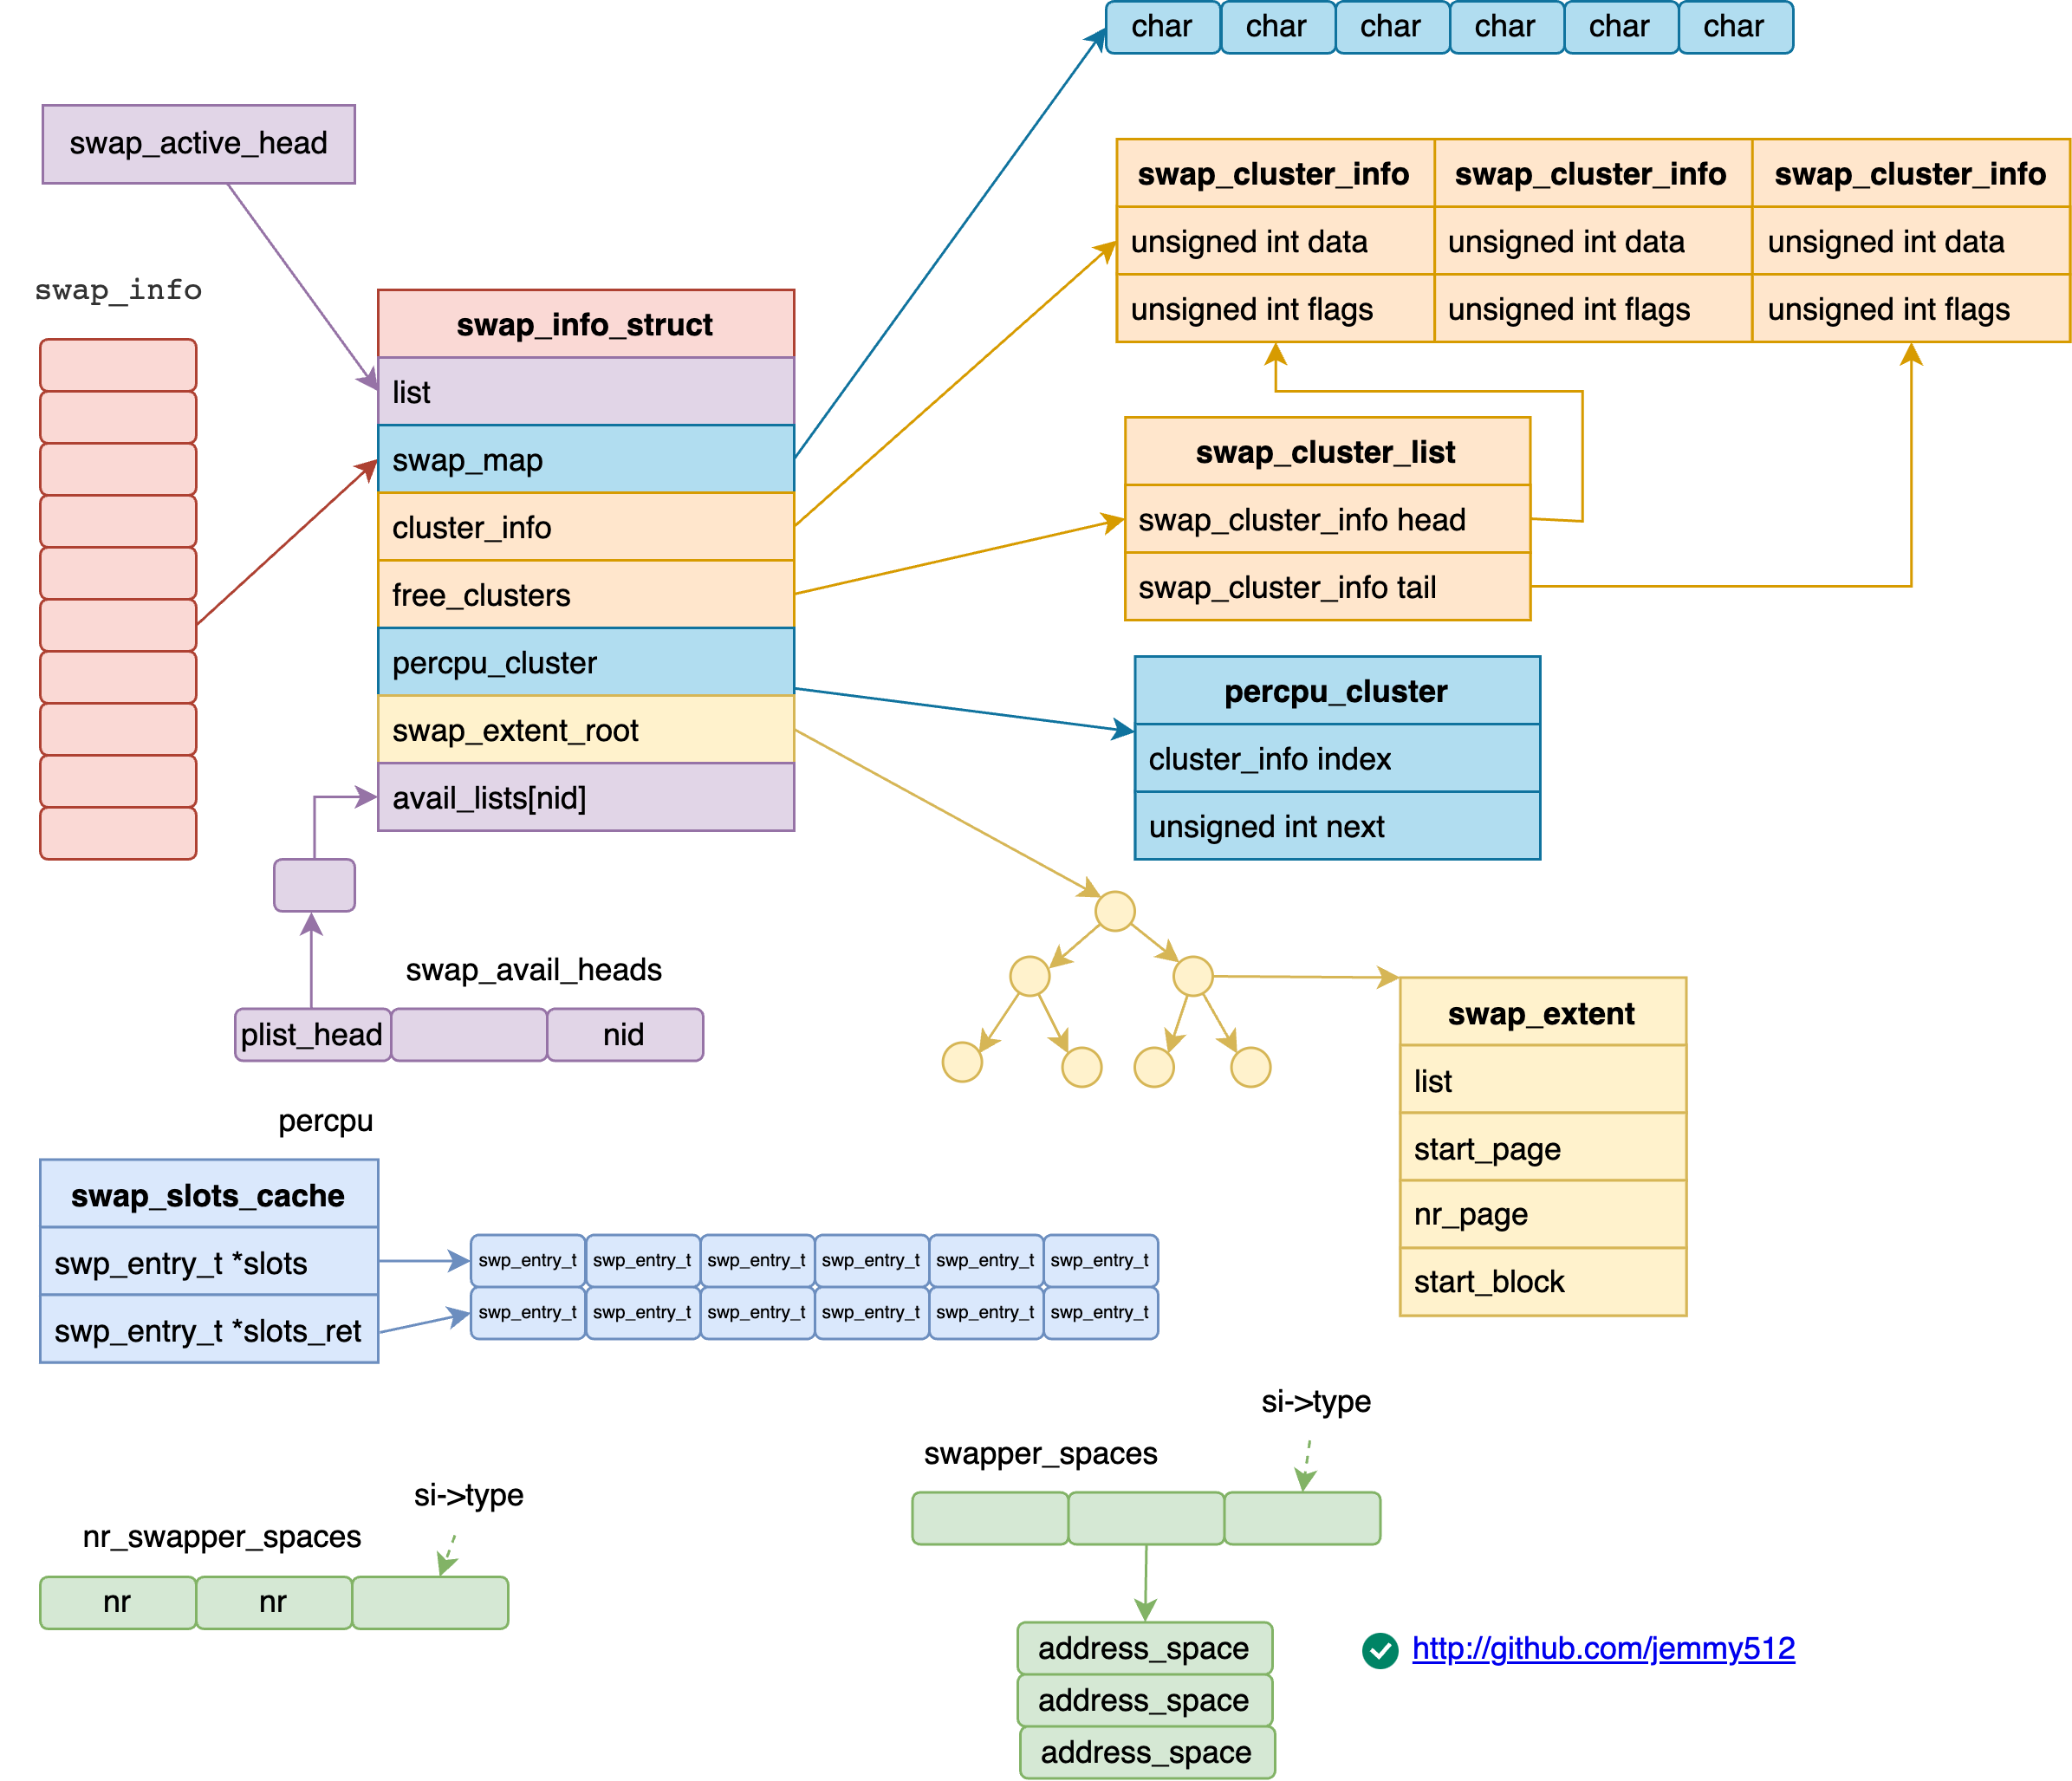 char char char char char char
swap_active_head
swap_cluster_info swap_cluster_info swap_cluster_info
unsigned int data unsigned int data unsigned int data
unsigned int flags unsigned int flags unsigned int flags
swap_info
swap_info_struct
list
swap_map
cluster_info
free_clusters
percpu_cluster
swap_extent_root
avail_lists[nid]
swap_cluster_list
swap_cluster_info head
swap_cluster_info tail
percpu_cluster
cluster_info index
unsigned int next
swap_avail_heads
plist_head nid
swap_extent
list
start_page
nr_page
start_block
percpu
swap_slots_cache
swp_entry_t *slots
swp_entry_t *slots_ret
swp_entry_t swp_entry_t swp_entry_t swp_entry_t swp_entry_t swp_entry_t
swp_entry_t swp_entry_t swp_entry_t swp_entry_t swp_entry_t swp_entry_t
si->type
nr_swapper_spaces
nr nr
si->type
swapper_spaces
address_space
address_space
address_space
http://github.com/jemmy512